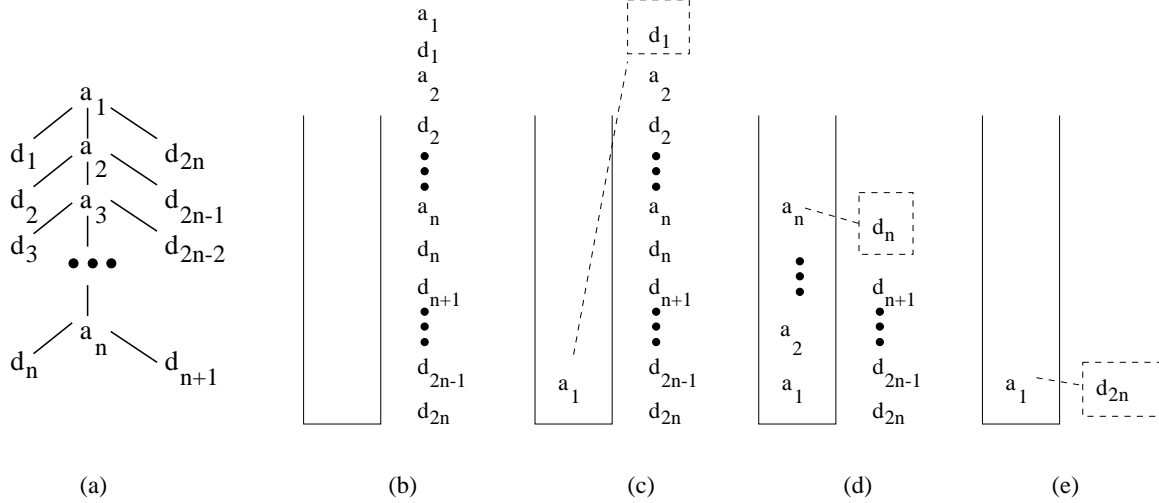 a1
d1 a2 d2n
d2 a3 d2n-1
d3 d2n-2
an
dn dn+1
(a)
a1
d1
a2
d2
an
dn
dn+1
d2n-1
d2n
(b)
d1
a2
d2
an
dn
dn+1
d2n-1
a1
d2n
(c)
an dn
dn+1
a2
d2n-1
a1
d2n
(d)
a1 d2n
(e)